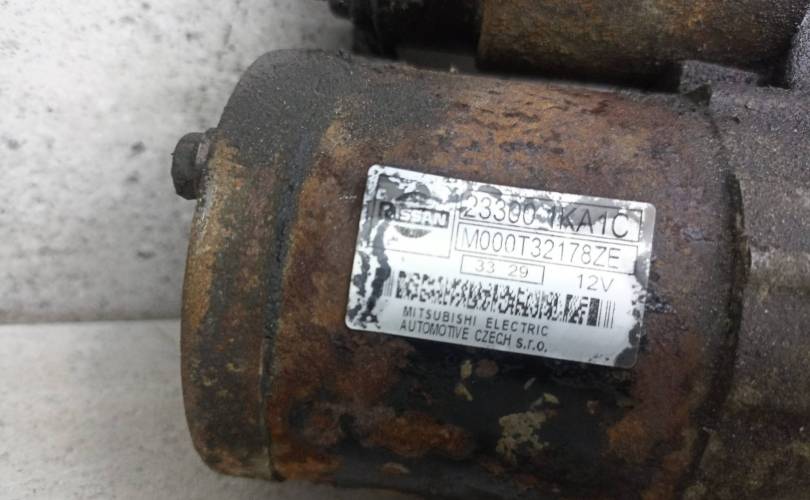 NISSAN
23300 1KA1C
M000T32178ZE
33 29
12V
MITSUBISHI ELECTRIC
AUTOMOTIVE CZECH s.r.o.